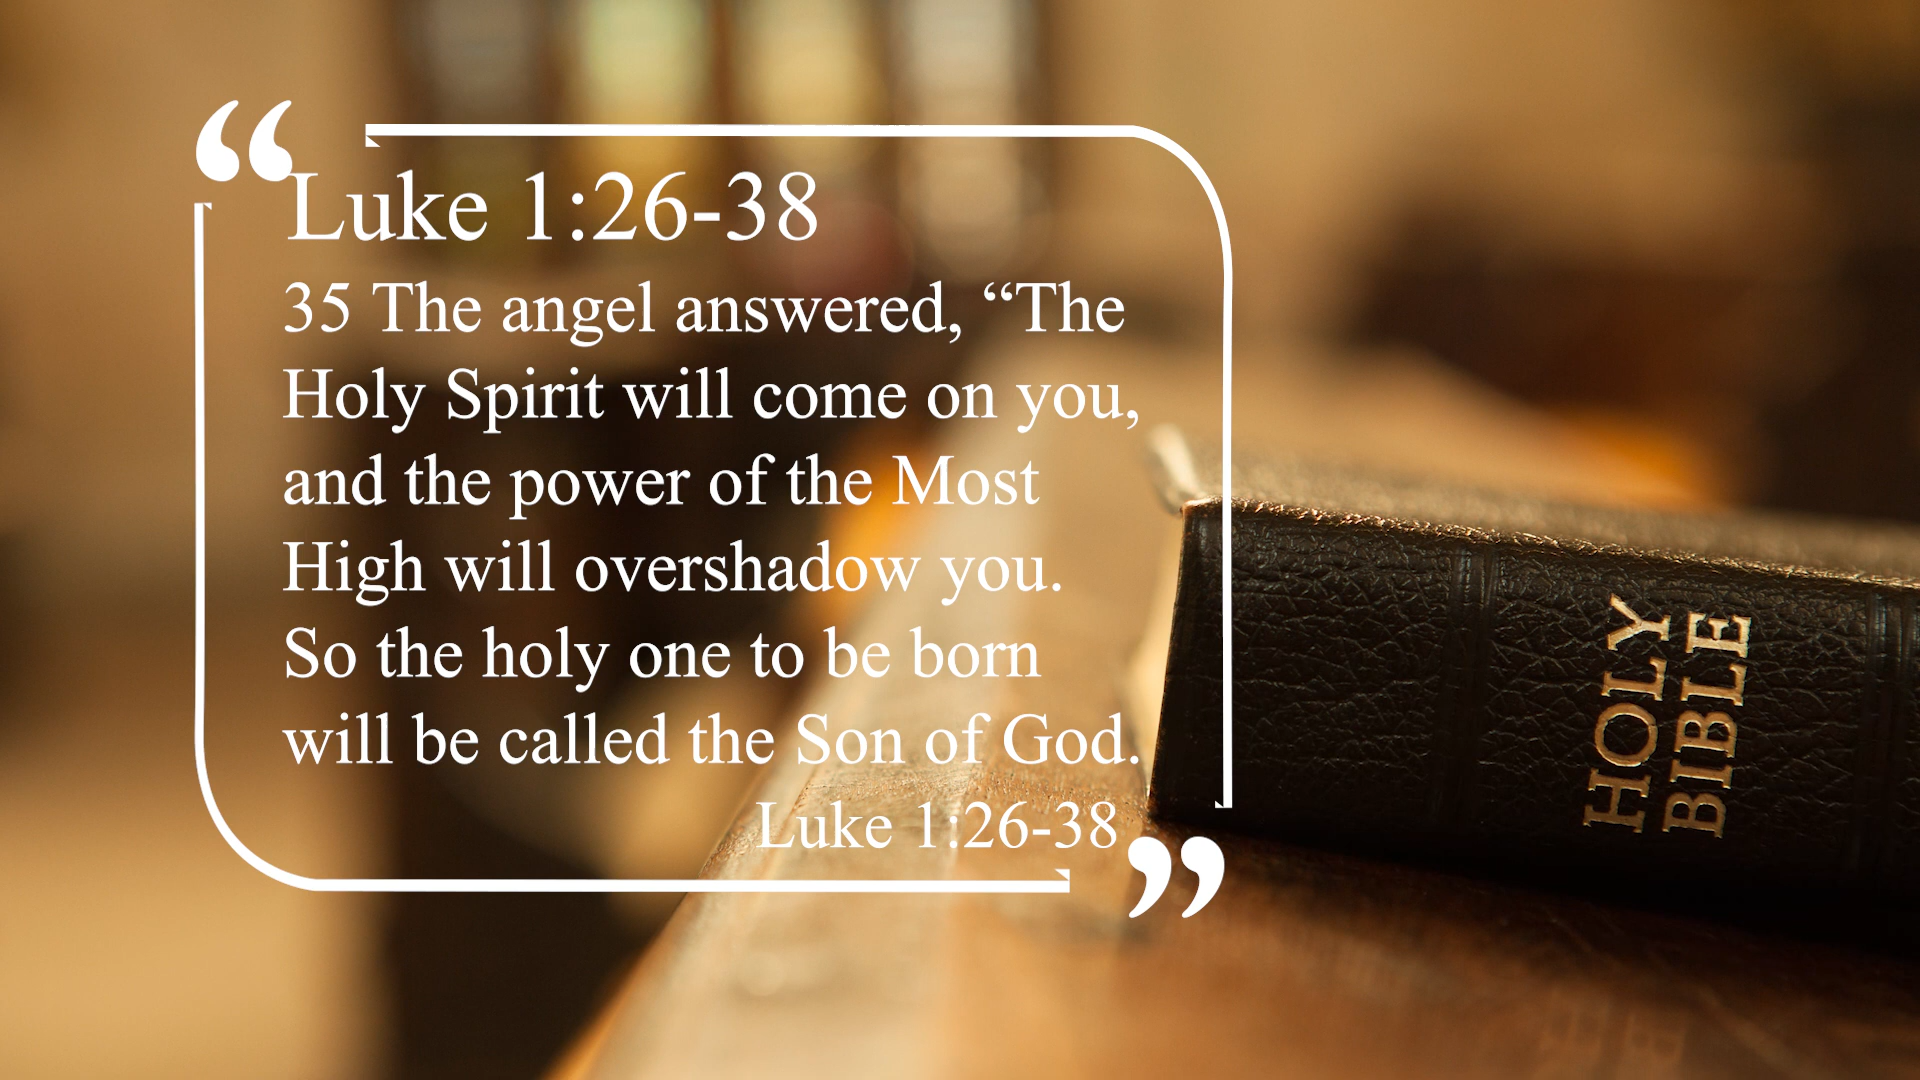 Luke 1:26-38
35 The angel answered, “The
Holy Spirit will come on you,
and the power of the Most
High will overshadow you.
So the holy one to be born
will be called the Son of God.
Luke 1:26-38
HOLY
BIBLE